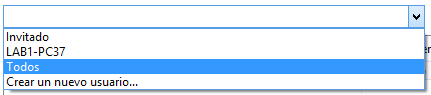 Invitado
LAB1-PC37
Todos
Crear un nuevo usuario...